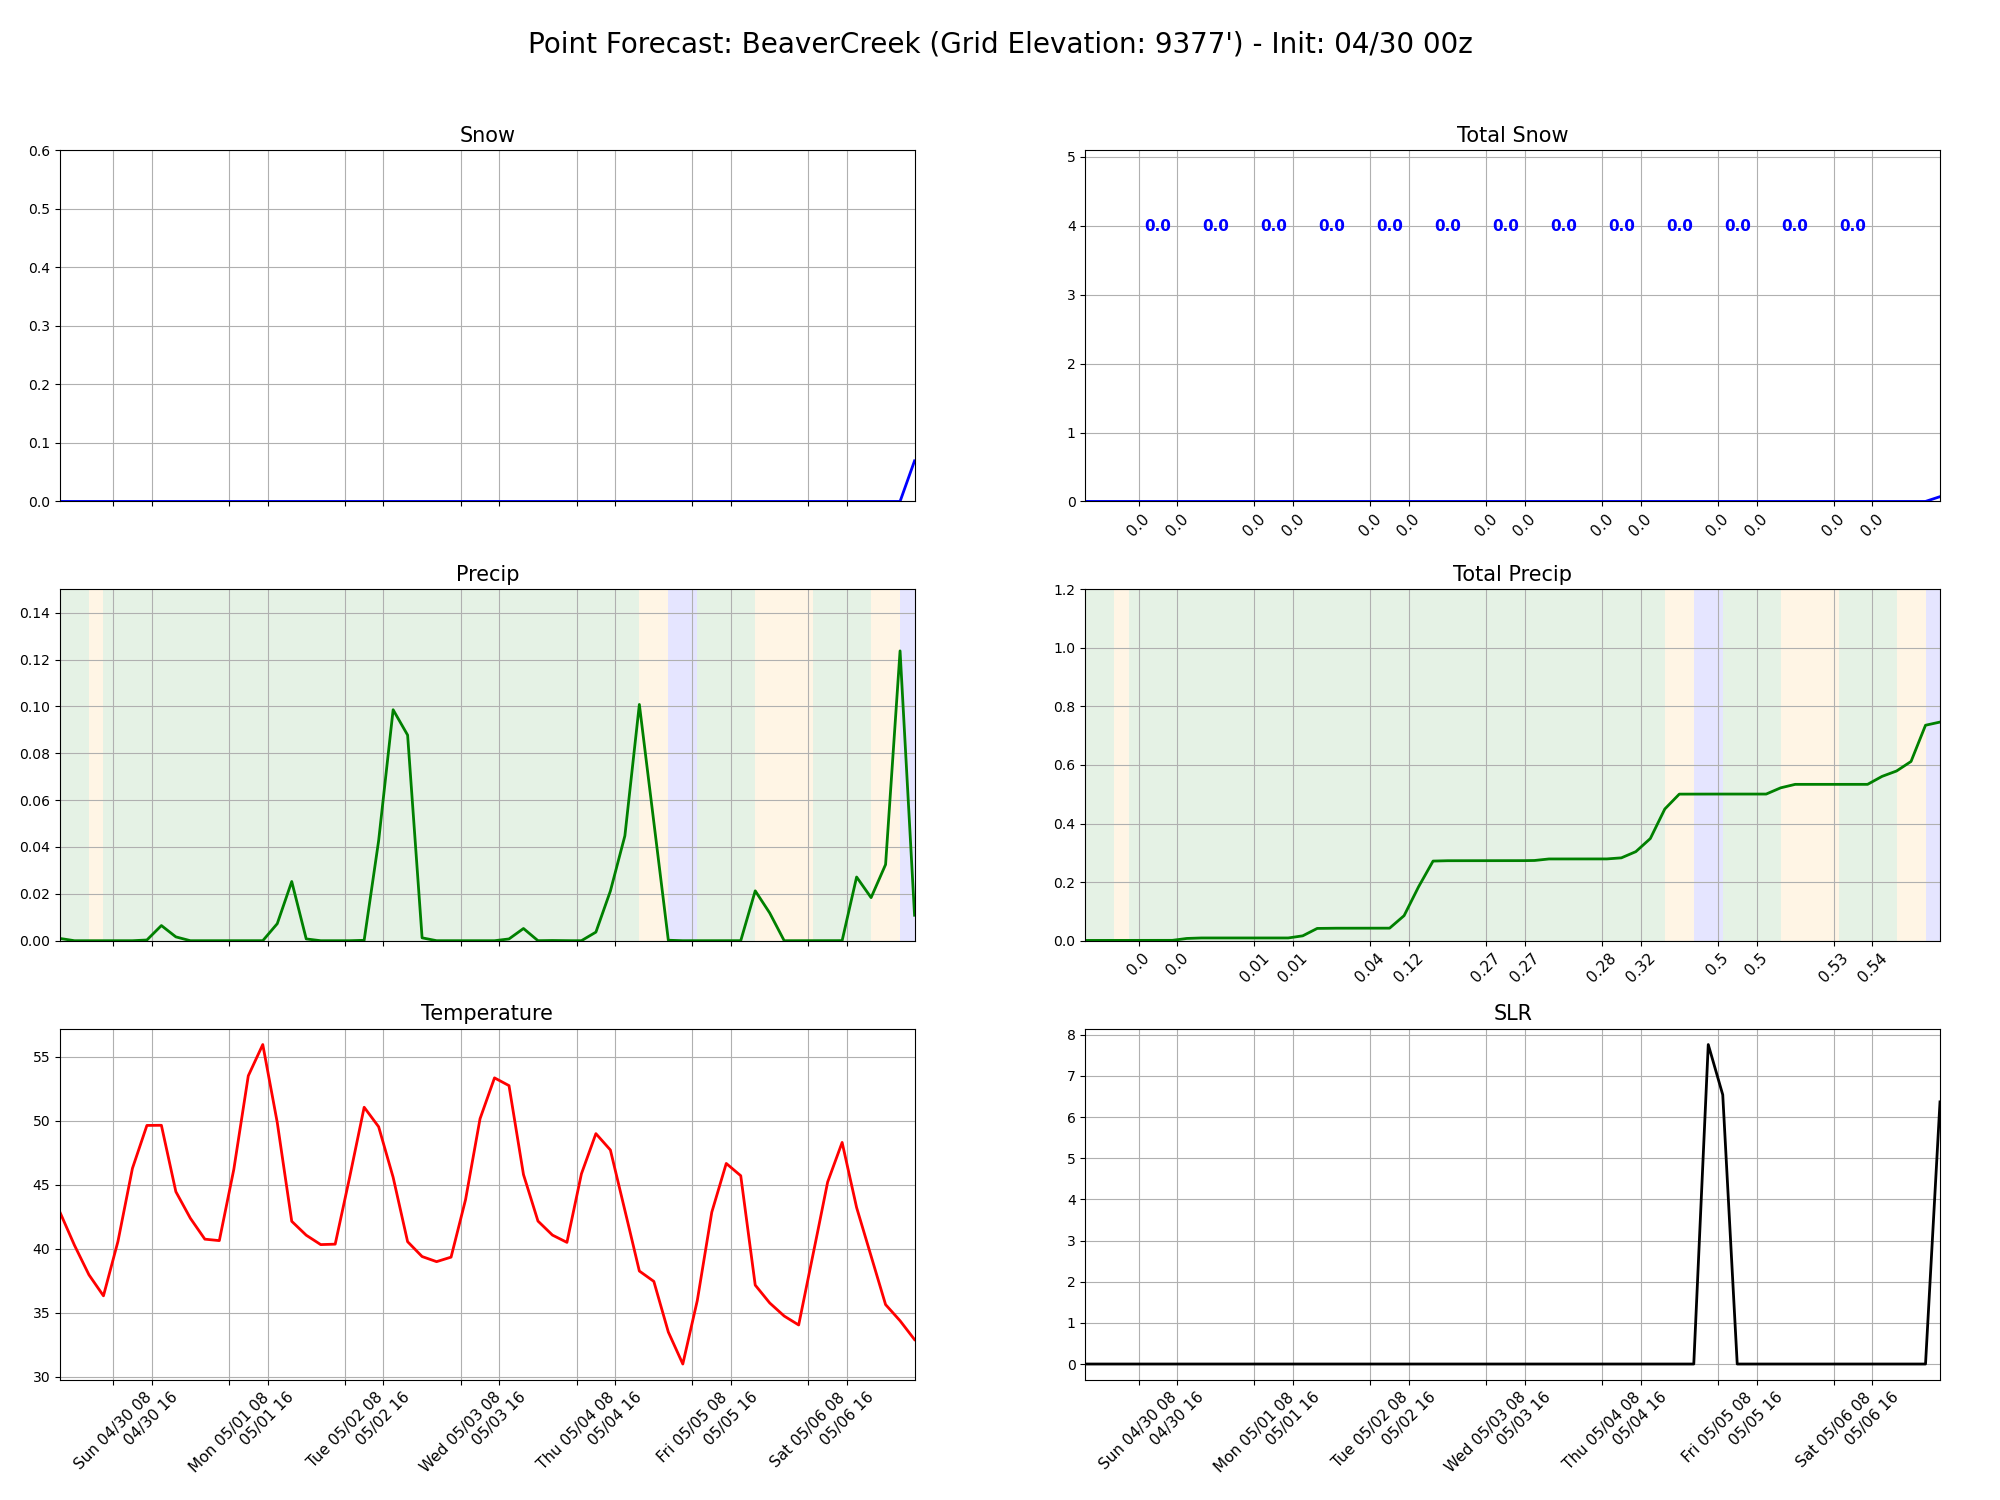 Point Forecast: BeaverCreek (Grid Elevation: 9377') - Init: 04/30 00z
Snow
0.6
0.5
0.4
0.3
0.2
0.1
0.0
Total Snow
5
4
3
2
1
0
0.0 0.0 0.0 0.0 0.0 0.0 0.0 0.0 0.0 0.0 0.0 0.0 0.0
0.0 0.0 0.0 0.0 0.0 0.0 0.0 0.0 0.0 0.0 0.0 0.0 0.0 0.0
Precip
0.14
0.12
0.10
0.08
0.06
0.04
0.02
0.00
Total Precip
1.2
1.0
0.8
0.6
0.4
0.2
0.0
0.0 0.0 0.01 0.01 0.04 0.12 0.27 0.27 0.28 0.32 0.5 0.5 0.53 0.54
Temperature
55
50
45
40
35
30
Sun 04/30 08
04/30 16
Mon 05/01 08
05/01 16
Tue 05/02 08
05/02 16
Wed 05/03 08
05/03 16
Thu 05/04 08
05/04 16
Fri 05/05 08
05/05 16
Sat 05/06 08
05/06 16
SLR
8
7
6
5
4
3
2
1
0
Sun 04/30 08
04/30 16
Mon 05/01 08
05/01 16
Tue 05/02 08
05/02 16
Wed 05/03 08
05/03 16
Thu 05/04 08
05/04 16
Fri 05/05 08
05/05 16
Sat 05/06 08
05/06 16